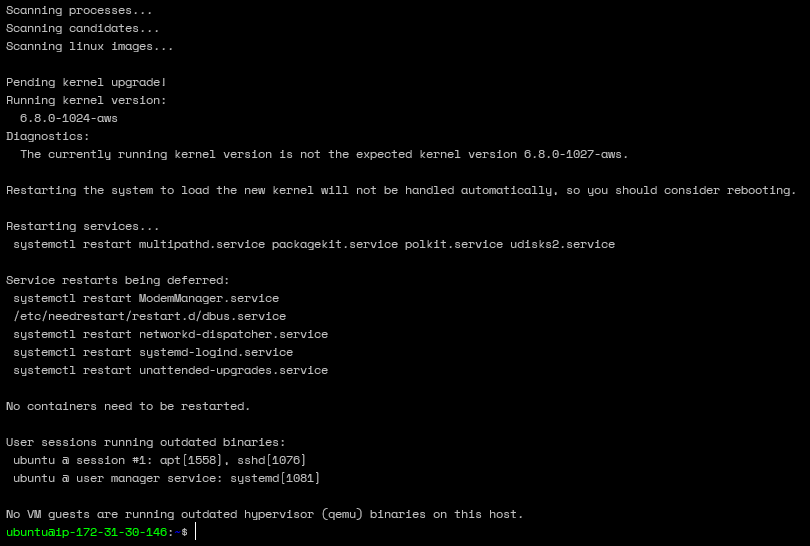 Scanning processes...
Scanning candidates...
Scanning linux images...
Pending kernel upgrade!
Running kernel version:
6.8.0-1024-aws
Diagnostics:
The currently running kernel version is not the expected kernel version 6.8.0-1027-aws.
Restarting the system to load the new kernel will not be handled automatically, so you should consider rebooting.
Restarting services...
systemctl restart multipathd.service packagekit.service polkit.service udisks2.service
Service restarts being deferred:
systemctl restart ModemManager.service
/etc/needrestart/restart.d/dbus.service
systemctl restart networkd-dispatcher.service
systemctl restart systemd-logind.service
systemctl restart unattended-upgrades.service
No containers need to be restarted.
User sessions running outdated binaries:
ubuntu @ session #1: apt[1558], sshd[1076]
ubuntu @ user manager service: systemd[1081]
No VM guests are running outdated hypervisor (qemu) binaries on this host.
ubuntu@ip-172-31-30-146:~$